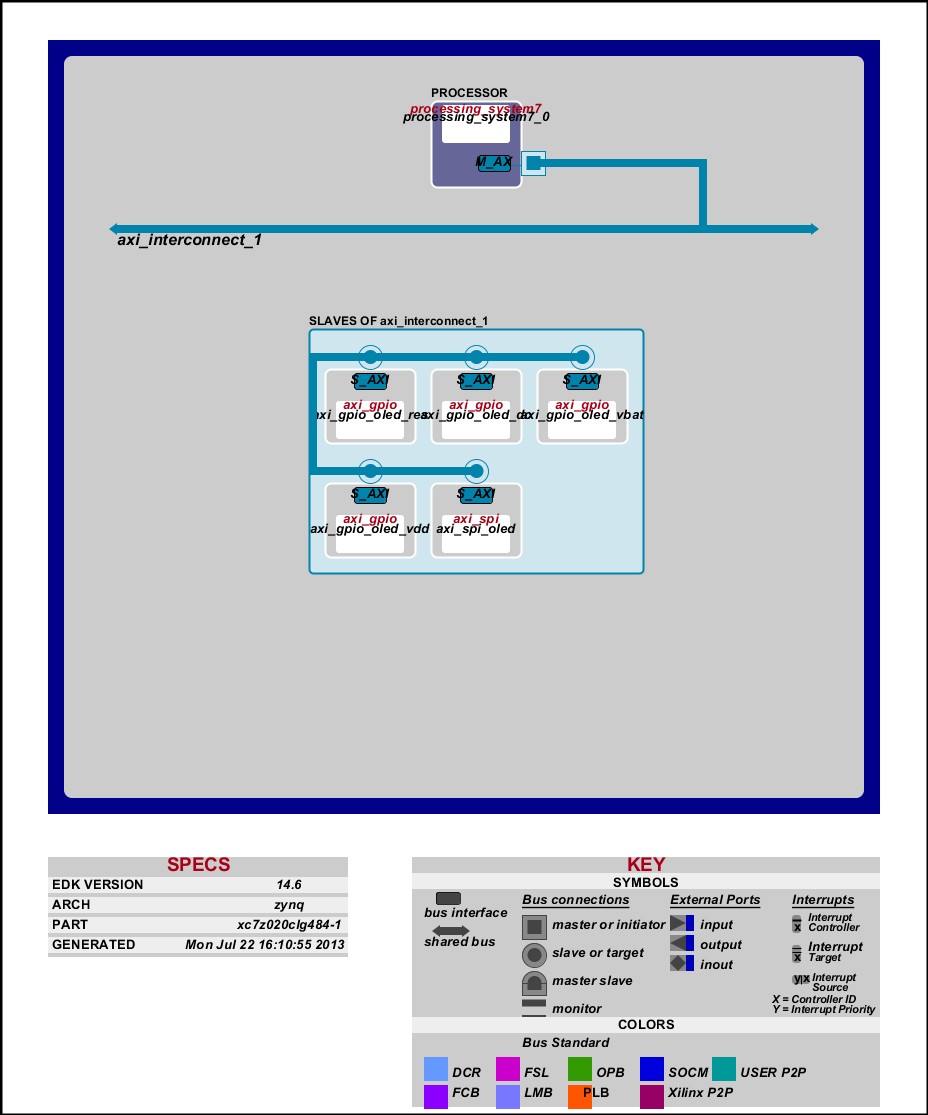 PROCESSOR
processing_system7
processing_system7_0
M_AX
axi_interconnect_1
SLAVES OF axi_interconnect_1
S_AXI S_AXI S_AXI
axi_gpio axi_gpio axi_gpio
axi_gpio_oled_vbat
S_AXI S_AXI
axi_gpio axi_spi
axi_gpio_oled_vdd axi_spi_oled
SPECS
EDK VERSION 14.6
ARCH zynq
PART xc7z020clg484-1
GENERATED Mon Jul 22 16:10:55 2013
KEY
SYMBOLS
bus interface
shared bus
Bus connections
master or initiator
slave or target
master slave
monitor
External Ports
input
output
inout
Interrupts
x
Interrupt
Controller
x
Interrupt
Target
y x
Interrupt
Source
X = Controller ID
Y = Interrupt Priority
COLORS
Bus Standard
DCR FSL OPB SOCM USER P2P
FCB LMB PLB Xilinx P2P